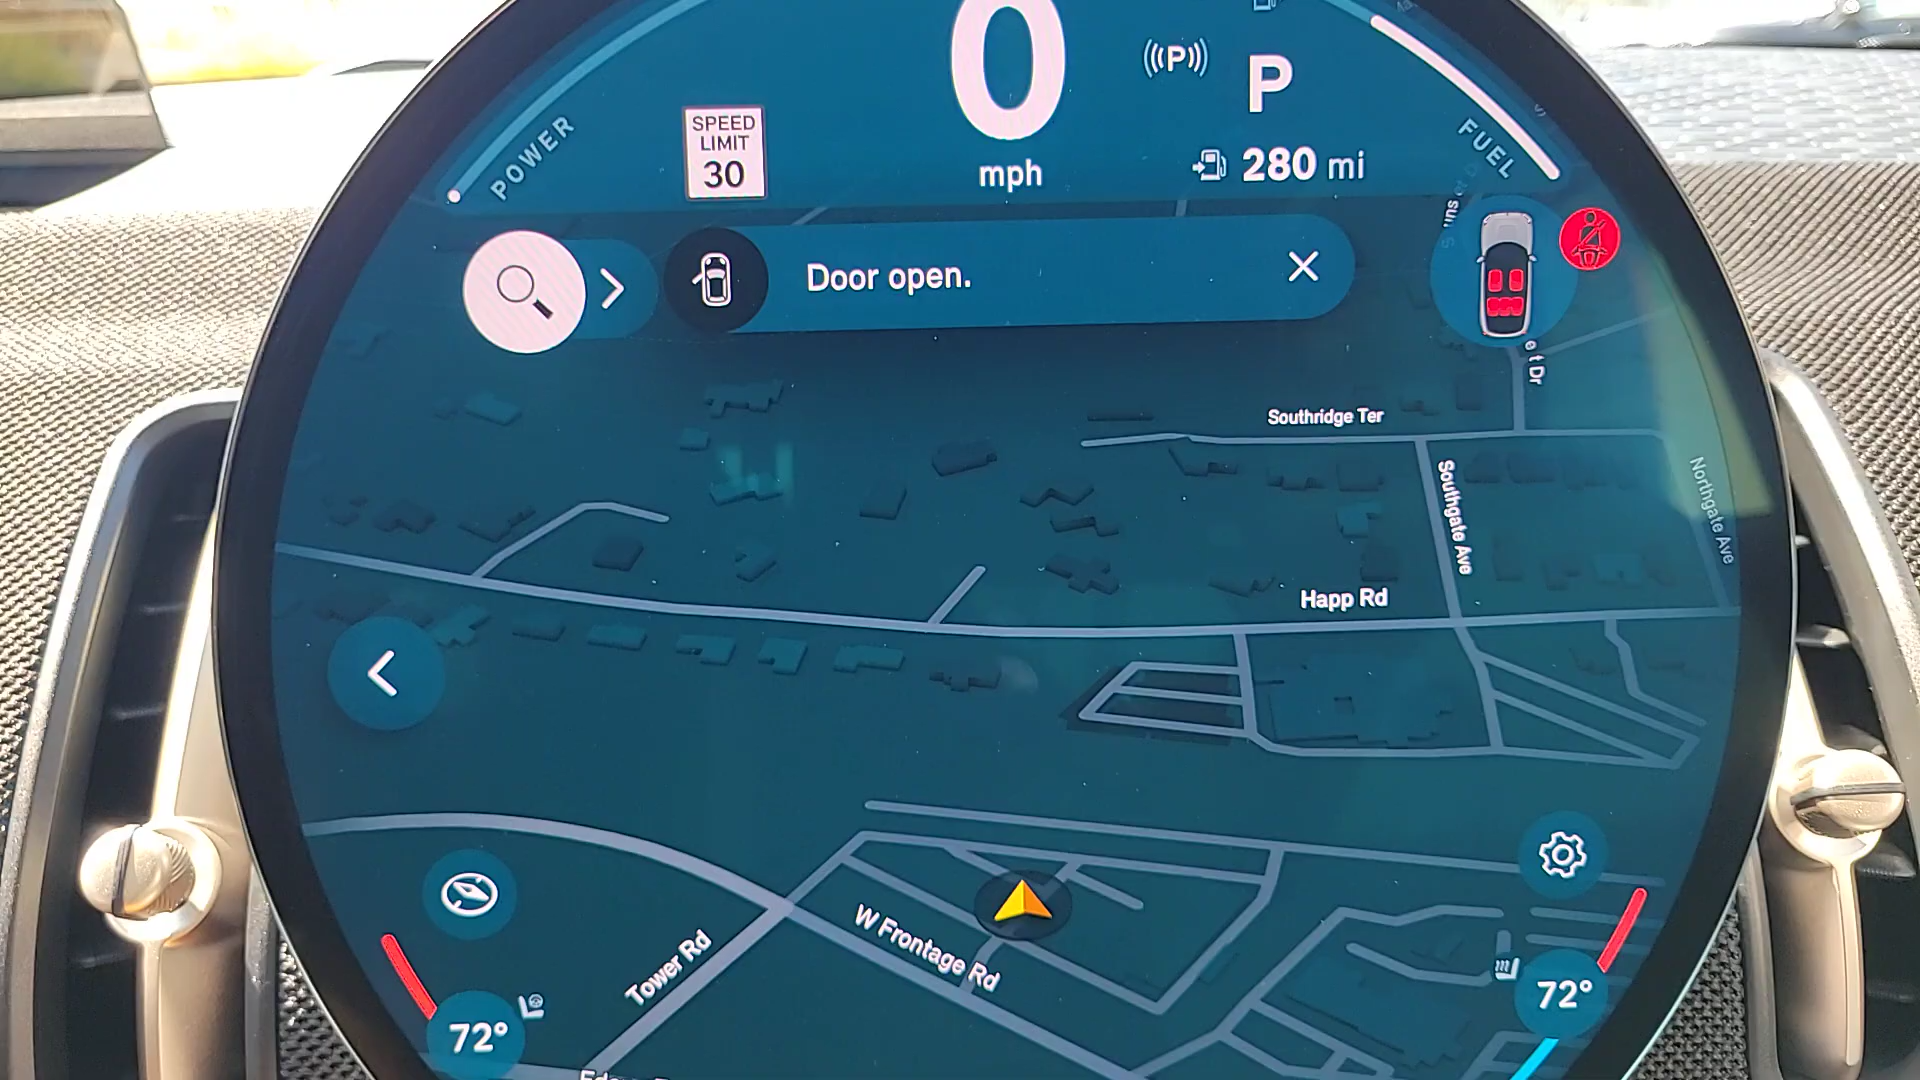 0
mph
((P))
P
280 mi
POWER
FUEL
SPEED
LIMIT
30
Door open.
Southridge Ter
Southgate Ave
Northgate Ave
Happ Rd
W Frontage Rd
Tower Rd
72°
72°